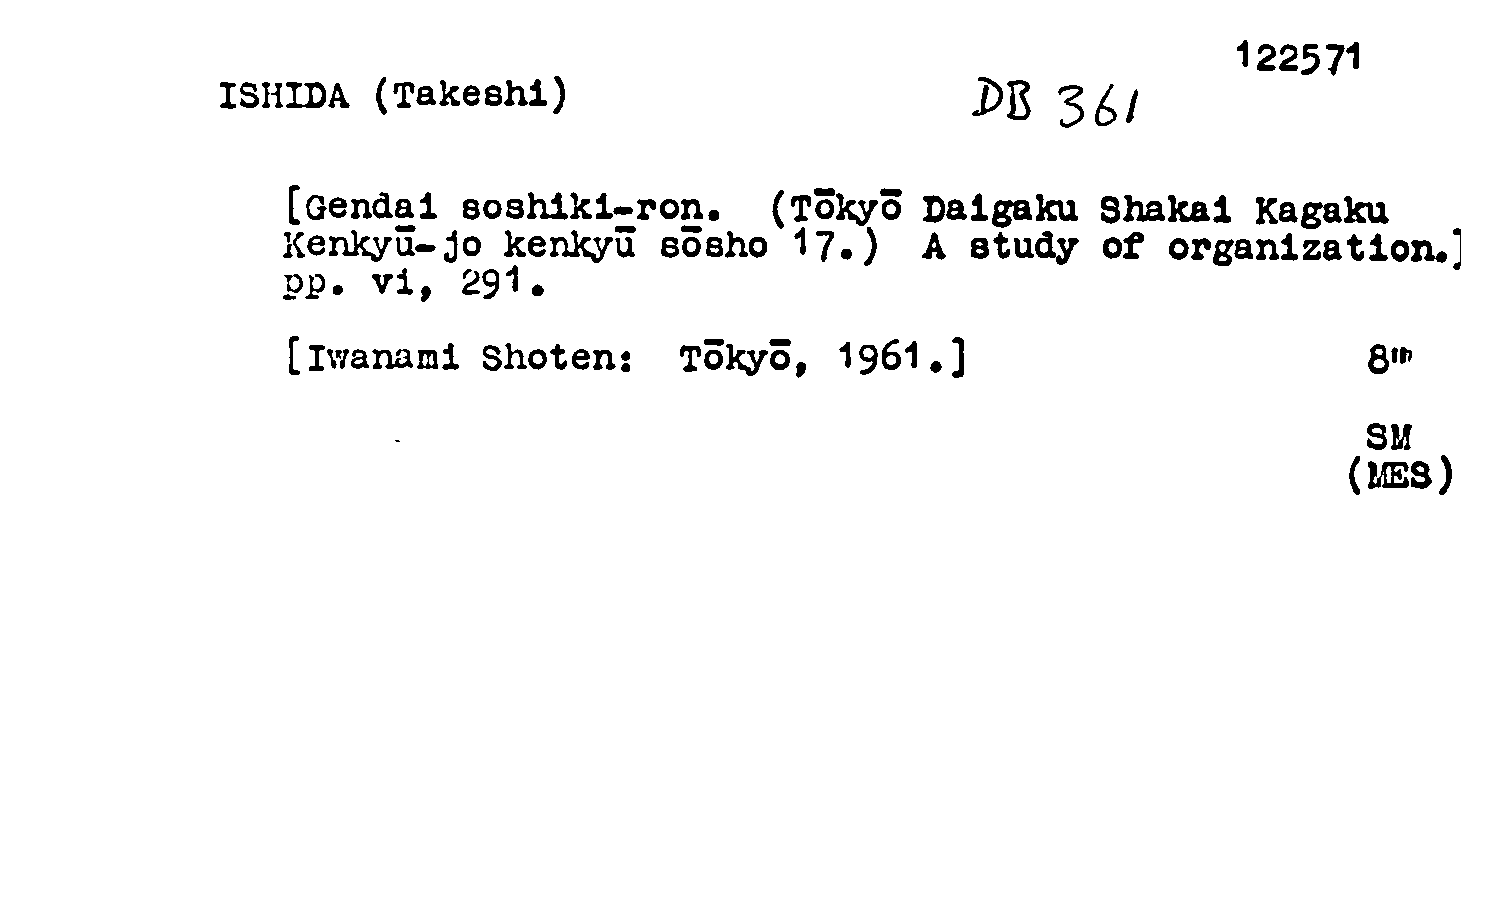 122571
ISHIDA (Takeshi)
DB 361
[Gendai soshiki-ron. (Tōkyō Daigaku Shakai Kagaku
Kenkyū-jo kenkyū sōsho 17.) A study of organization.]
pp. vi, 291.
[Iwanami Shoten: Tōkyō, 1961.]
8"
SM
(MES)